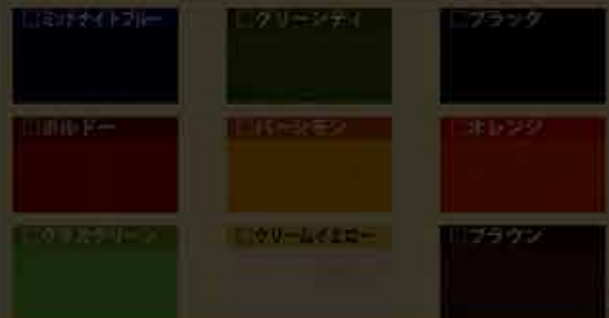 □ミッドナイトブルー
□グリーンティ
□ブラック
□ボルドー
□パーシモン
□オレンジ
□クリームイエロー
□ブラウン